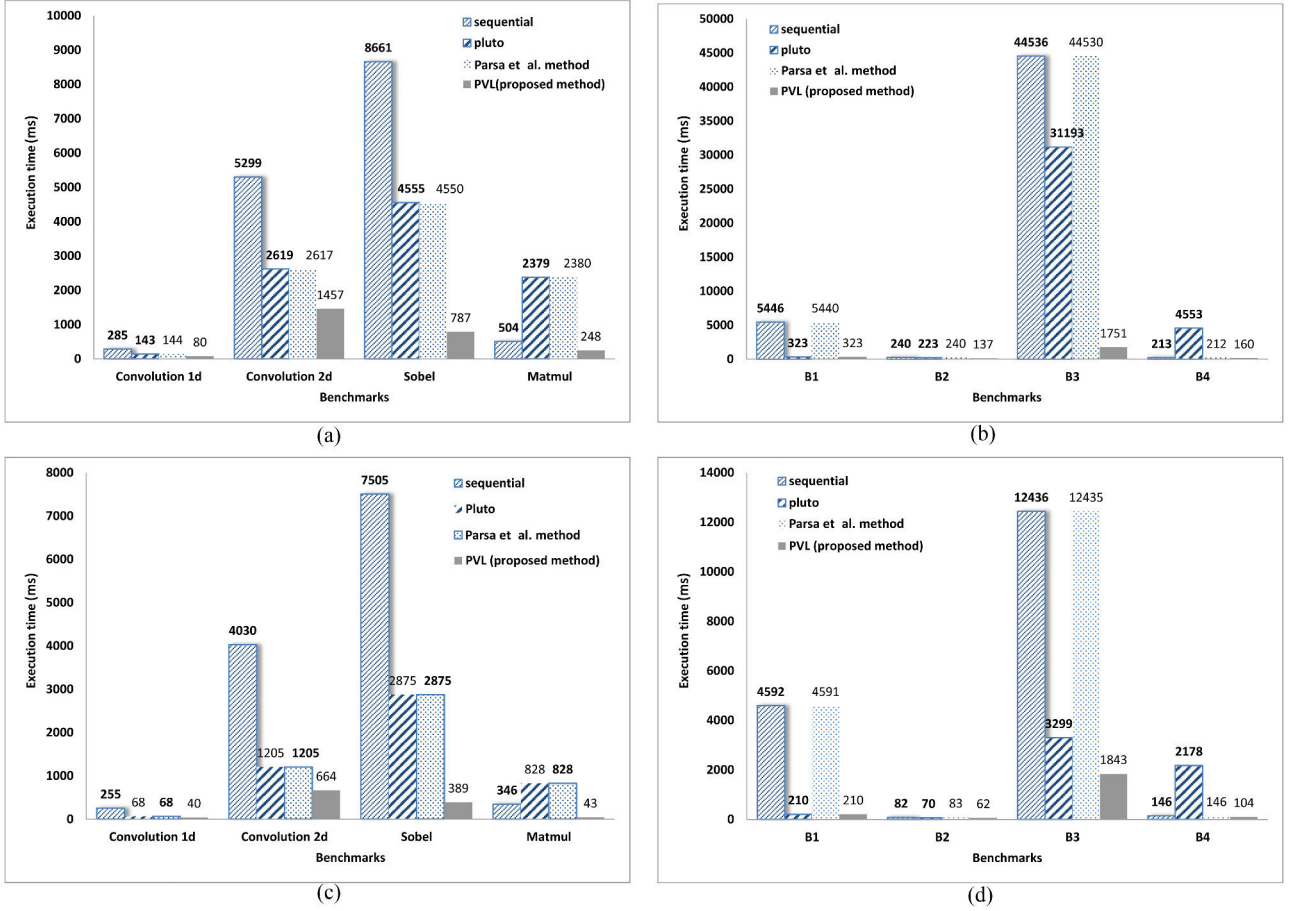 10000
9000
8000
7000
6000
5000
4000
3000
2000
1000
0
Execution time (ms)
sequential
pluto
Parsa et al. method
PVL(proposed method)
285 143 144 80
5299 2619 2617 1457
8661 4555 4550 787
504 2379 2380 248
Convolution 1d Convolution 2d Sobel Matmul
Benchmarks
(a)
50000
45000
40000
35000
30000
25000
20000
15000
10000
5000
0
Execution time (ms)
sequential
pluto
Parsa et al. method
PVL (proposed method)
5446 323 5440 323
240 223 240 137
44536 31193 44530 1751
213 4553 212 160
B1 B2 B3 B4
Benchmarks
(b)
8000
7000
6000
5000
4000
3000
2000
1000
0
Execution time (ms)
sequential
Pluto
Parsa et al. method
PVL (proposed method)
255 68 68 40
4030 1205 1205 664
7505 2875 2875 389
346 828 828 43
Convolution 1d Convolution 2d Sobel Matmul
Benchmarks
(c)
14000
12000
10000
8000
6000
4000
2000
0
Execution time (ms)
sequential
pluto
Parsa et al. method
PVL (proposed method)
4592 210 4591 210
82 70 83 62
12436 3299 12435 1843
146 2178 146 104
B1 B2 B3 B4
Benchmarks
(d)